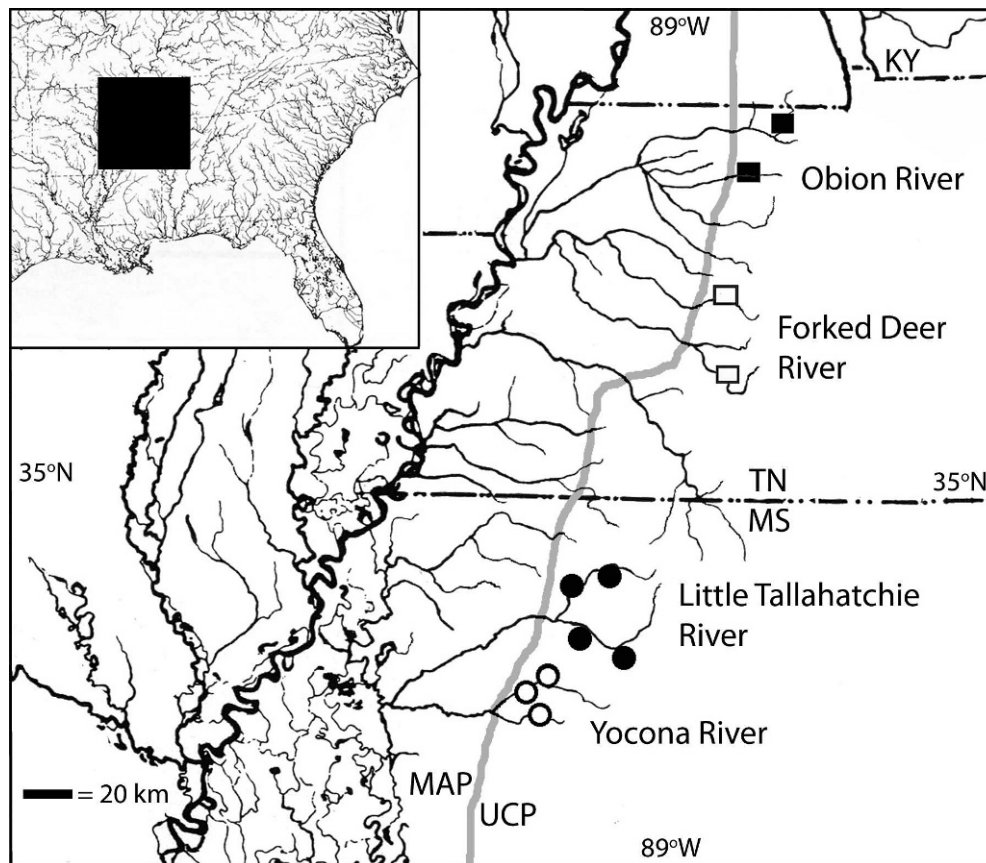 89°W
KY
Obion River
Forked Deer
River
35°N
TN
35°N
MS
Little Tallahatchie
River
Yocona River
= 20 km
MAP
UCP
89°W